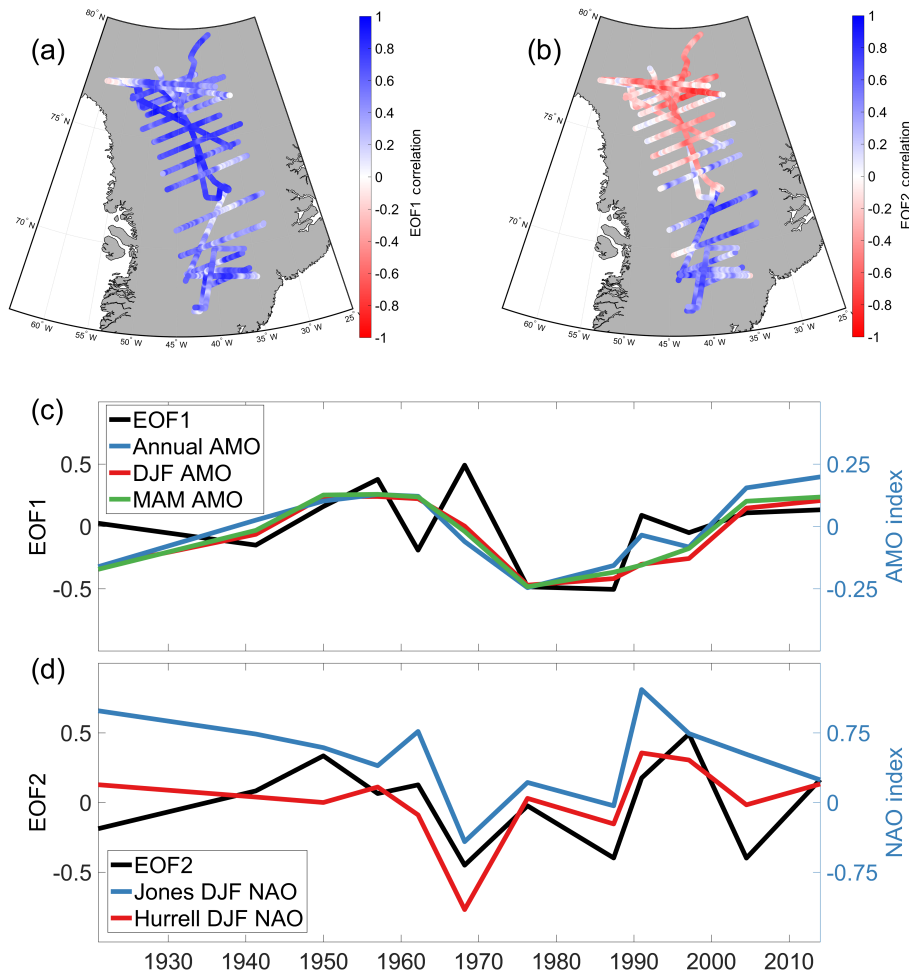 (a)
80° N
75° N
70° N
60° W
55° W
50° W
45° W
40° W
35° W
30° W
25° W
1
0.8
0.6
0.4
0.2
0
-0.2
-0.4
-0.6
-0.8
-1
EOF1 correlation
(b)
80° N
75° N
70° N
60° W
55° W
50° W
45° W
40° W
35° W
30° W
25° W
1
0.8
0.6
0.4
0.2
0
-0.2
-0.4
-0.6
-0.8
-1
EOF2 correlation
(c)
EOF1
Annual AMO
DJF AMO
MAM AMO
0.5
0
-0.5
EOF1
0.25
0
-0.25
AMO index
(d)
0.5
0
-0.5
EOF2
0.75
0
-0.75
NAO index
EOF2
Jones DJF NAO
Hurrell DJF NAO
1930 1940 1950 1960 1970 1980 1990 2000 2010